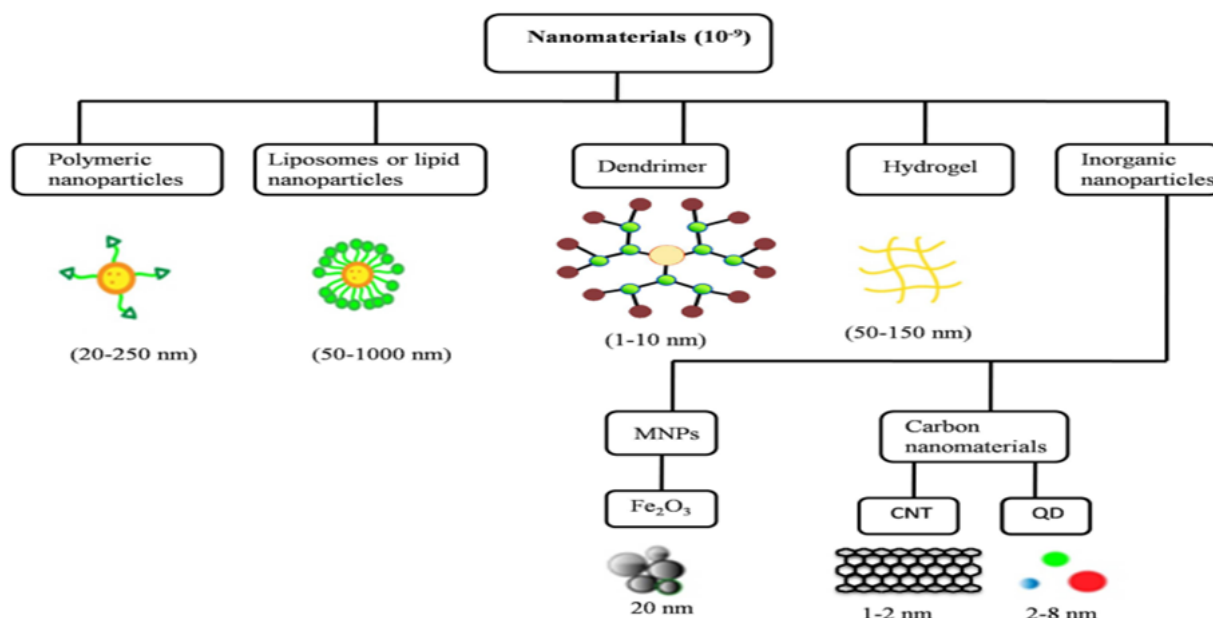 Nanomaterials (10⁻⁹)
Polymeric
nanoparticles
Liposomes or lipid
nanoparticles
Dendrimer
Hydrogel
Inorganic
nanoparticles
(20-250 nm)
(50-1000 nm)
(1-10 nm)
(50-150 nm)
MNPs
Carbon
nanomaterials
Fe₂O₃
CNT
QD
20 nm
1-2 nm
2-8 nm